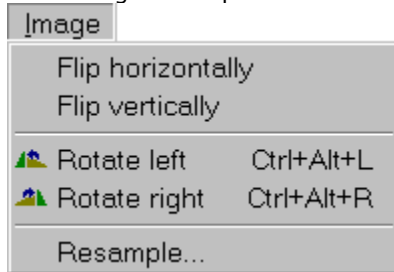 Image
Flip horizontally
Flip vertically
Rotate left Ctrl+Alt+L
Rotate right Ctrl+Alt+R
Resample...